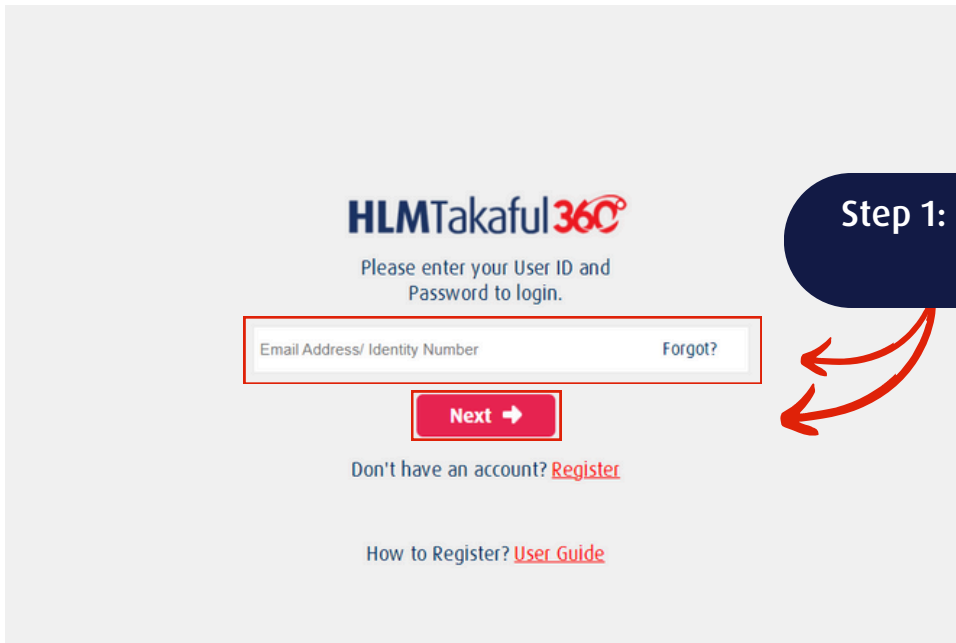 HLMTakaful360°
Please enter your User ID and
Password to login.
Email Address/ Identity Number Forgot?
Next
Don't have an account? Register
How to Register? User Guide
Step 1: